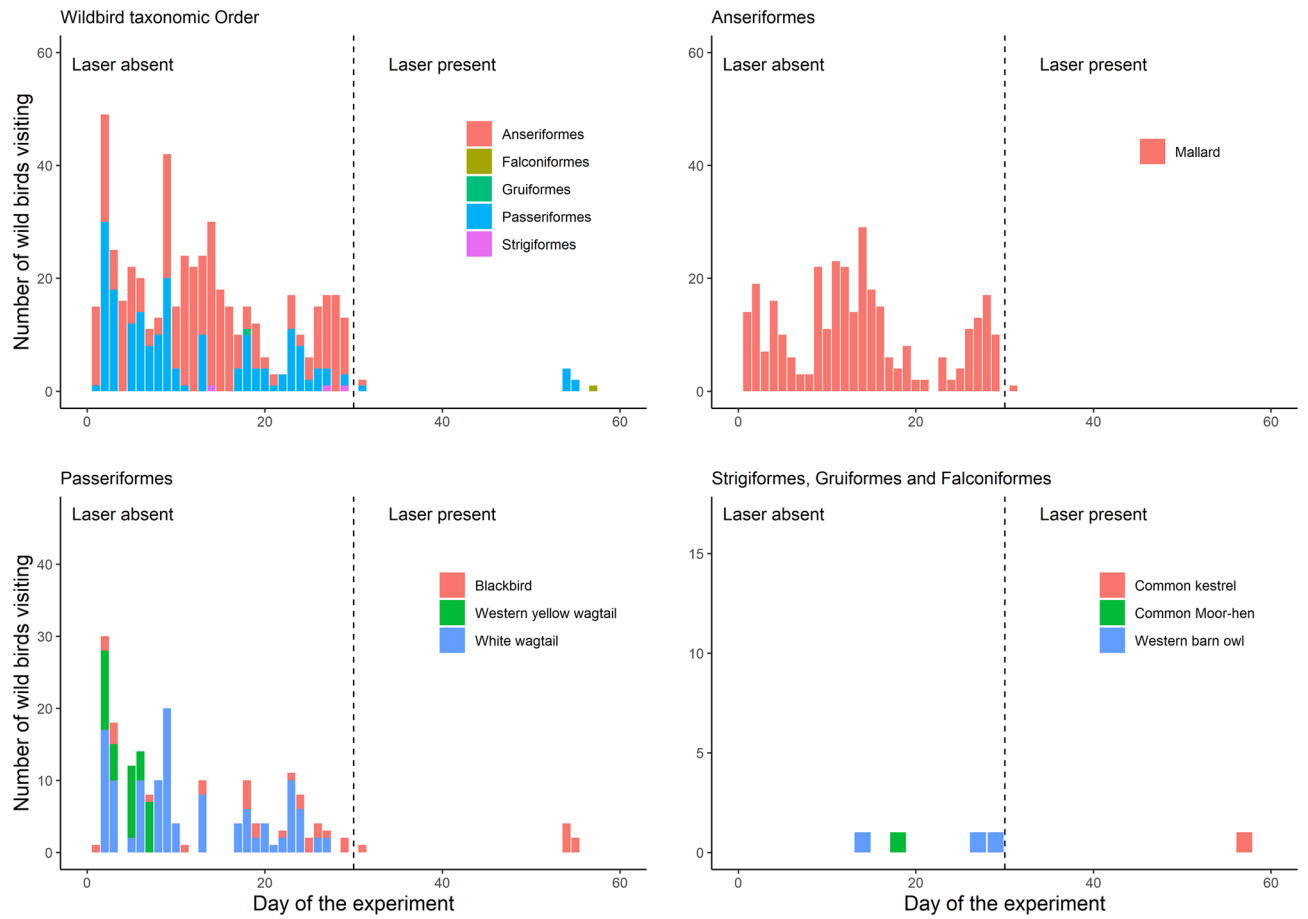 Wildbird taxonomic Order
Laser absent
Laser present
Number of wild birds visiting
60
40
20
0
Anseriformes
Falconiformes
Gruiformes
Passeriformes
Strigiformes
0 20 40 60
Anseriformes
Laser absent
Laser present
60
40
20
0
Mallard
0 20 40 60
Passeriformes
Laser absent
Laser present
Number of wild birds visiting
40
30
20
10
0
Blackbird
Western yellow wagtail
White wagtail
0 20 40 60
Day of the experiment
Strigiformes, Gruiformes and Falconiformes
Laser absent
Laser present
15
10
5
0
Common kestrel
Common Moor-hen
Western barn owl
0 20 40 60
Day of the experiment